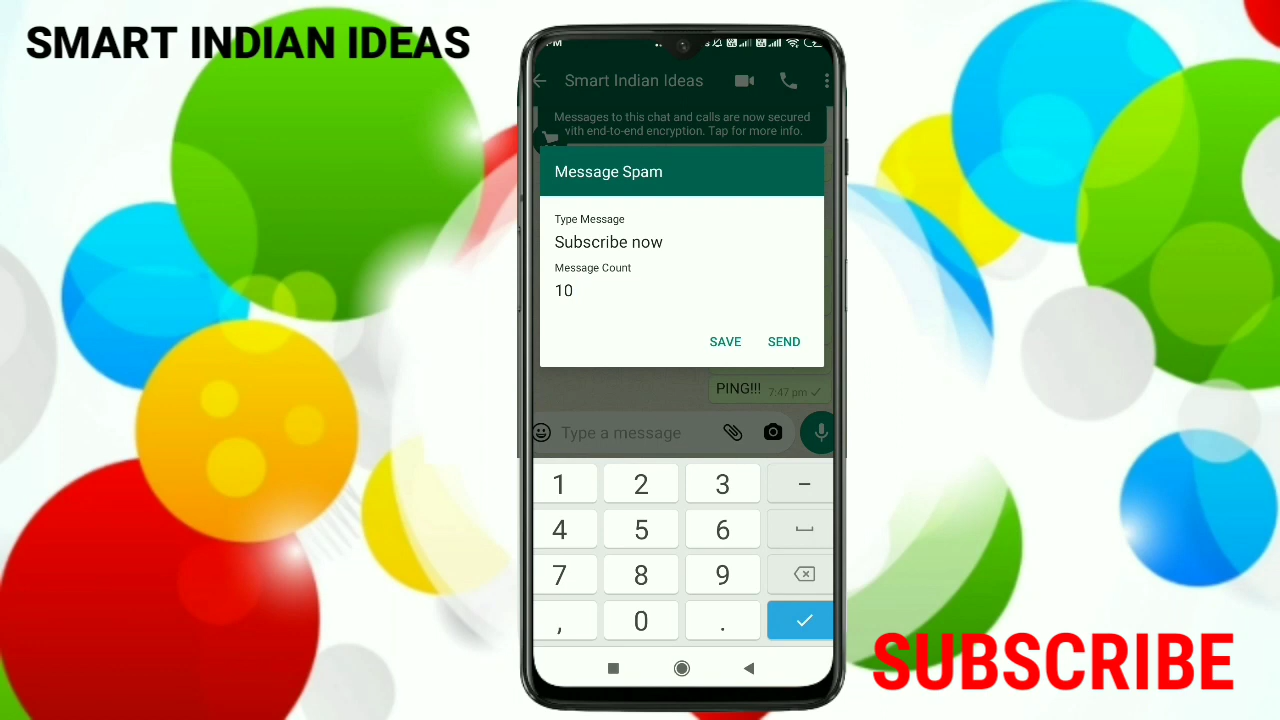 SMART INDIAN IDEAS
PM
Smart Indian Ideas
Messages to this chat and calls are now secured
with end-to-end encryption. Tap for more info.
Message Spam
Type Message
Subscribe now
Message Count
10
SAVE SEND
PING!!! 7:47 pm
Type a message
1 2 3 –
4 5 6
7 8 9
, 0 .
SUBSCRIBE